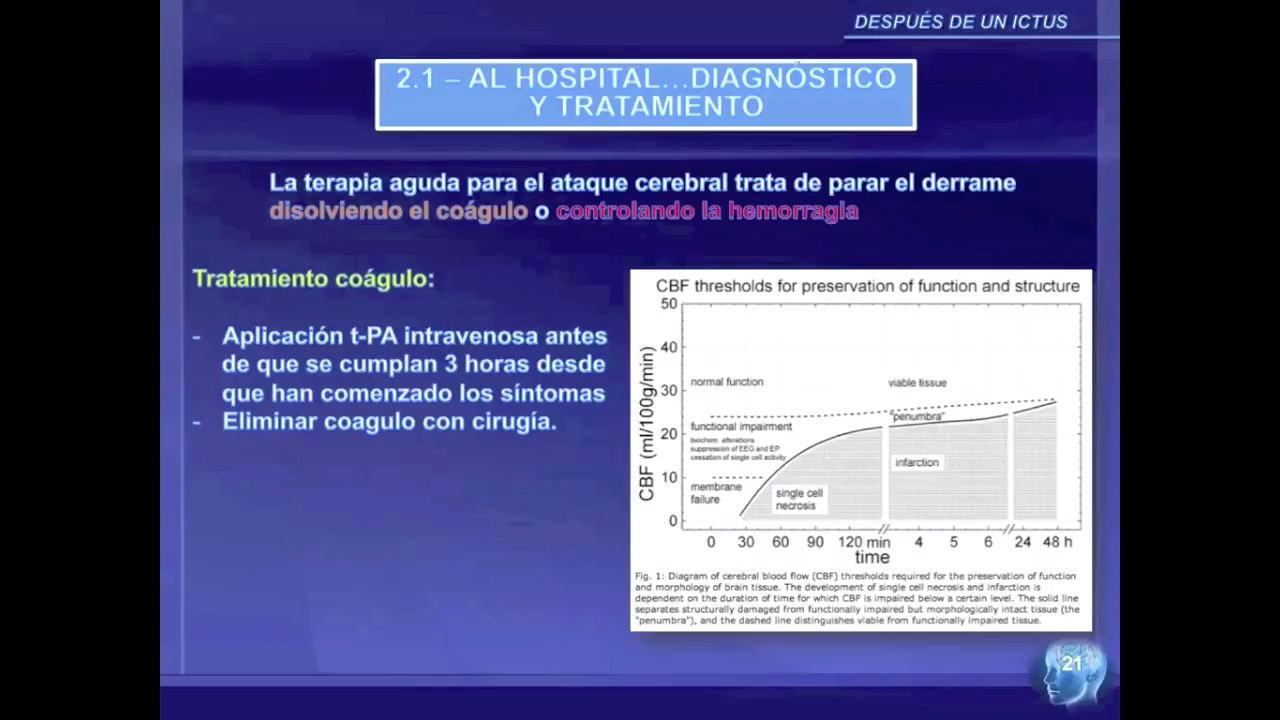 DESPUÉS DE UN ICTUS
2.1 – AL HOSPITAL...DIAGNÓSTICO
Y TRATAMIENTO
La terapia aguda para el ataque cerebral trata de parar el derrame
disolviendo el coágulo o controlando la hemorragia
Tratamiento coágulo:
- Aplicación t-PA intravenosa antes
de que se cumplan 3 horas desde
que han comenzado los síntomas
- Eliminar coagulo con cirugía.
CBF thresholds for preservation of function and structure
50
40
30
20
10
0
CBF (ml/100g/min)
normal function
viable tissue
"penumbra"
functional impairment
biochem. alterations
suppression of EEG and EP
cessation of single cell activity
infarction
membrane
failure
single cell
necrosis
0 30 60 90 120 min 4 5 6 24 48 h
time
Fig. 1: Diagram of cerebral blood flow (CBF) thresholds required for the preservation of function
and morphology of brain tissue. The development of single cell necrosis and infarction is
dependent on the duration of time for which CBF is impaired below a certain level. The solid line
separates structurally damaged from functionally impaired but morphologically intact tissue (the
"penumbra"), and the dashed line distinguishes viable from functionally impaired tissue.
21